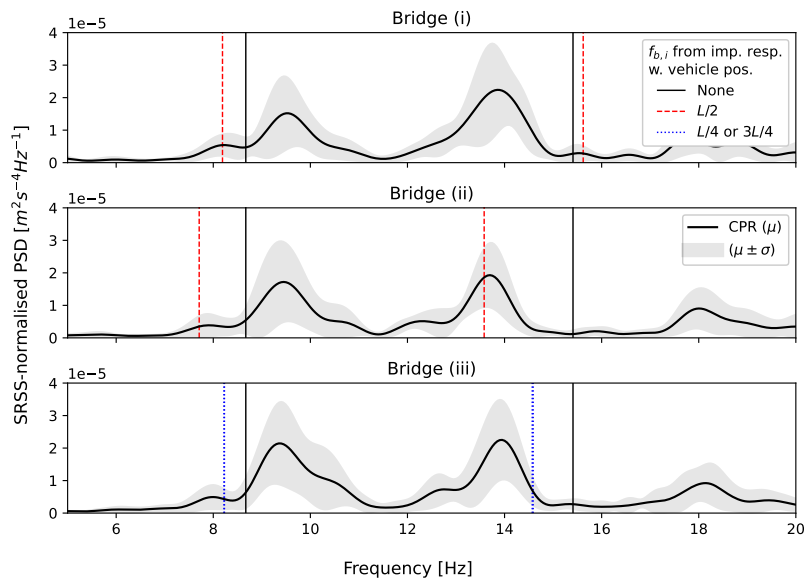 Bridge (i)
1e−5
4
3
2
1
0
f_{b,i} from imp. resp.
w. vehicle pos.
None
L/2
L/4 or 3L/4
Bridge (ii)
1e−5
4
3
2
1
0
CPR (μ)
(μ ± σ)
SRSS-normalised PSD [m²s⁻⁴Hz⁻¹]
Bridge (iii)
1e−5
4
3
2
1
0
6 8 10 12 14 16 18 20
Frequency [Hz]